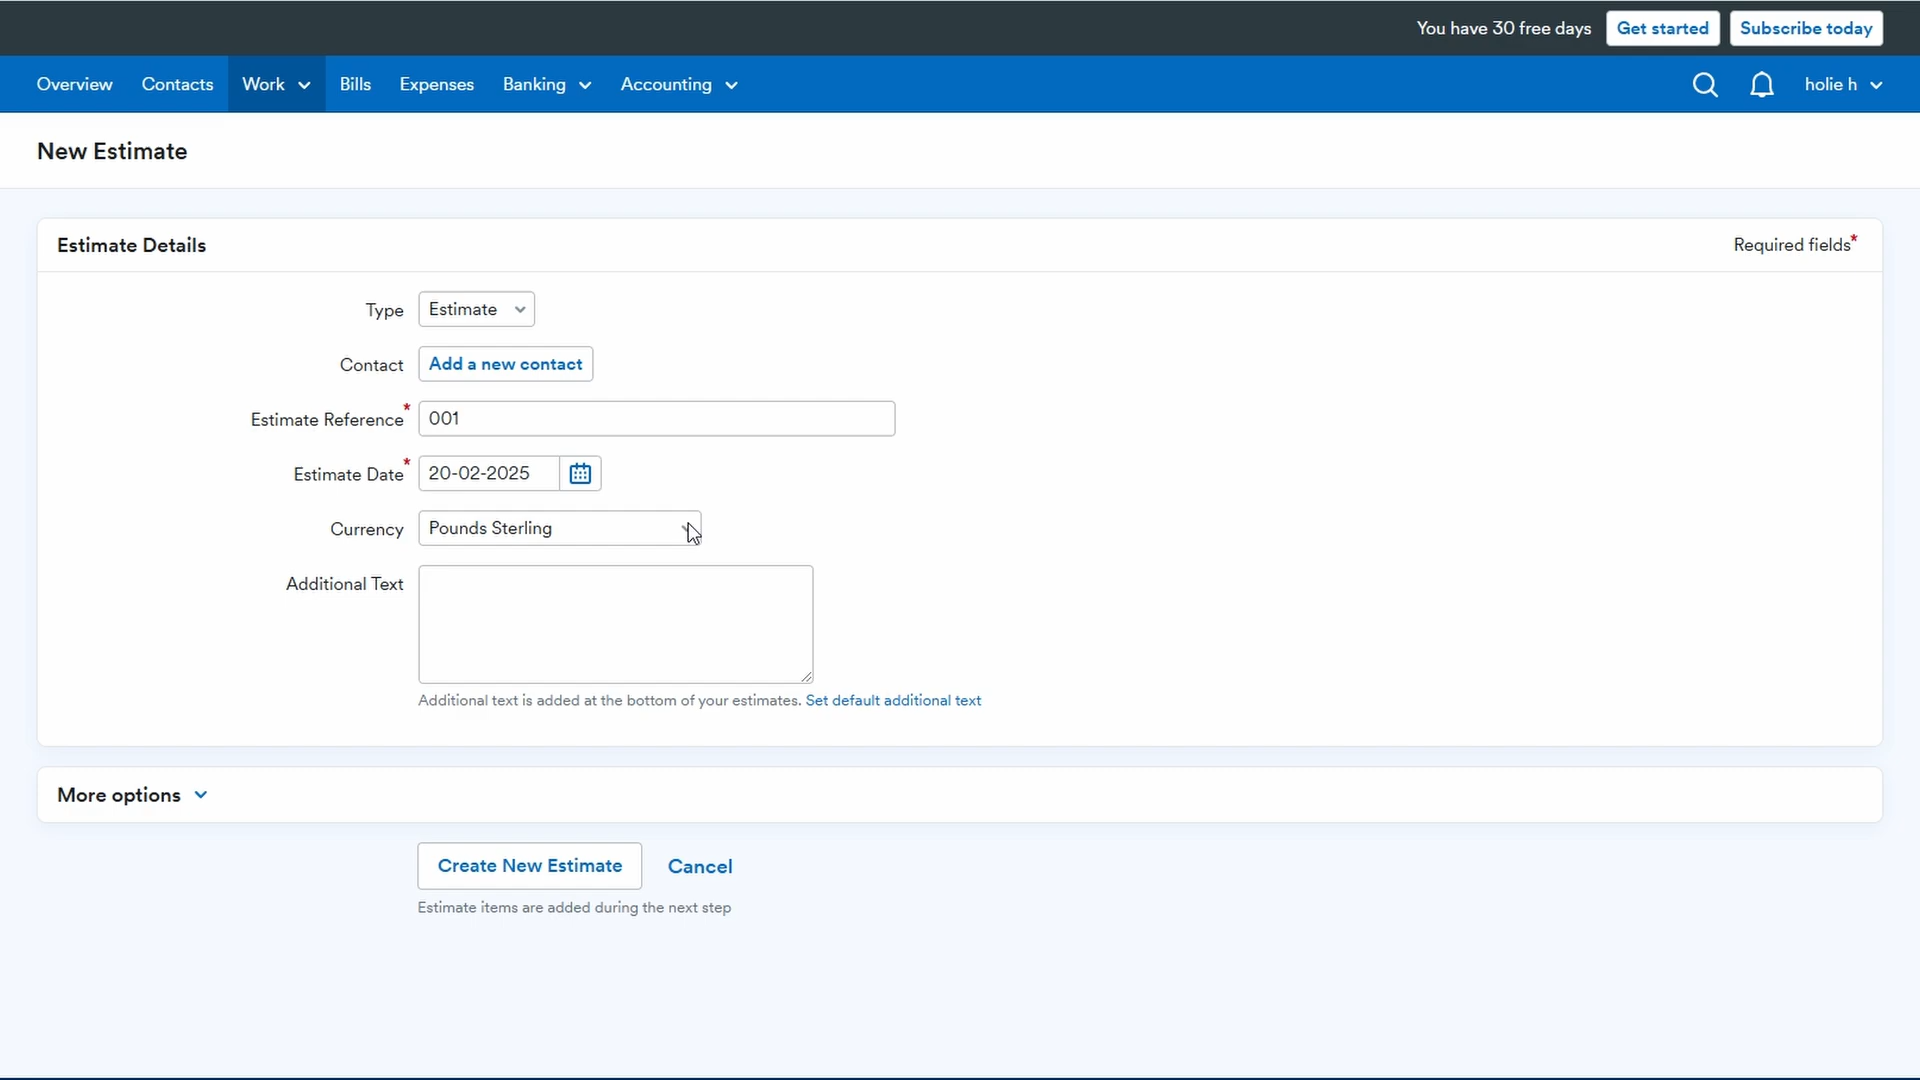 You have 30 free days Get started Subscribe today
Overview Contacts Work Bills Expenses Banking Accounting holie h
New Estimate
Estimate Details Required fields*
Type Estimate
Contact Add a new contact
Estimate Reference* 001
Estimate Date* 20-02-2025
Currency Pounds Sterling
Additional Text
Additional text is added at the bottom of your estimates. Set default additional text
More options
Create New Estimate Cancel
Estimate items are added during the next step